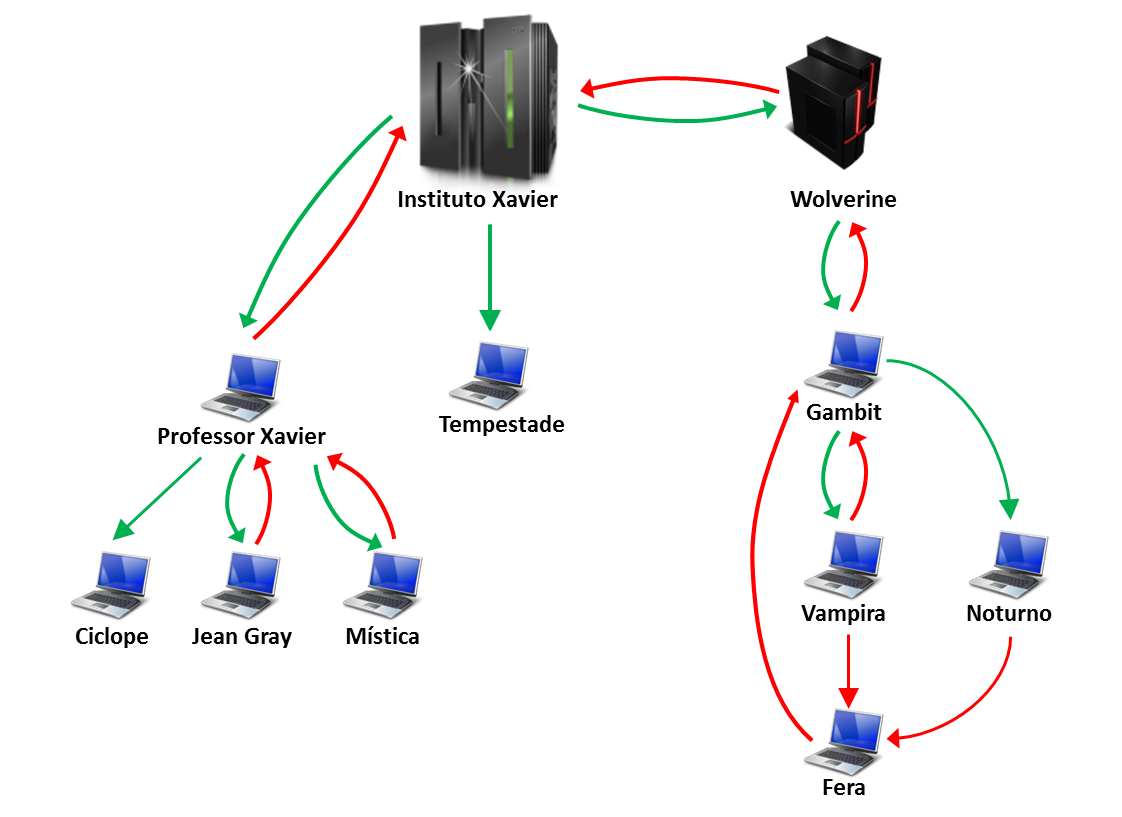 Instituto Xavier
Wolverine
Professor Xavier
Tempestade
Gambit
Ciclope
Jean Gray
Mística
Vampira
Noturno
Fera